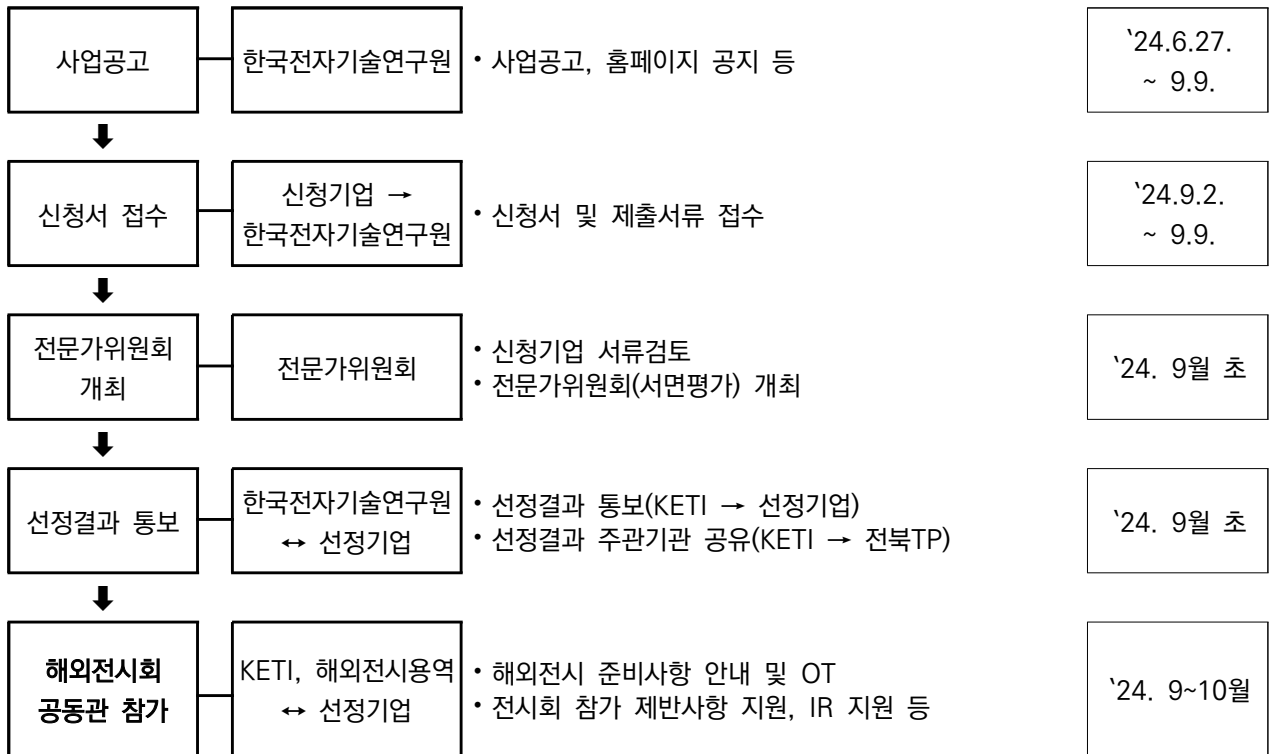 사업공고
한국전자기술연구원
• 사업공고, 홈페이지 공지 등
‵24.6.27.
~ 9.9.
신청서 접수
신청기업 →
한국전자기술연구원
• 신청서 및 제출서류 접수
‵24.9.2.
~ 9.9.
전문가위원회
개최
전문가위원회
• 신청기업 서류검토
• 전문가위원회(서면평가) 개최
‵24. 9월 초
선정결과 통보
한국전자기술연구원
↔ 선정기업
• 선정결과 통보(KETI → 선정기업)
• 선정결과 주관기관 공유(KETI → 전북TP)
‵24. 9월 초
해외전시회
공동관 참가
KETI, 해외전시용역
↔ 선정기업
• 해외전시 준비사항 안내 및 OT
• 전시회 참가 제반사항 지원, IR 지원 등
‵24. 9~10월